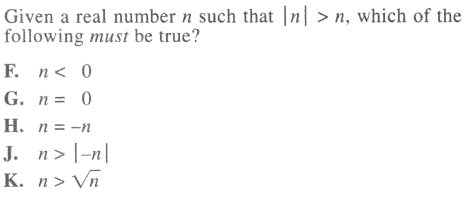 Given a real number n such that |n| > n, which of the
following must be true?
F. n < 0
G. n = 0
H. n = –n
J. n > |–n|
K. n > √n